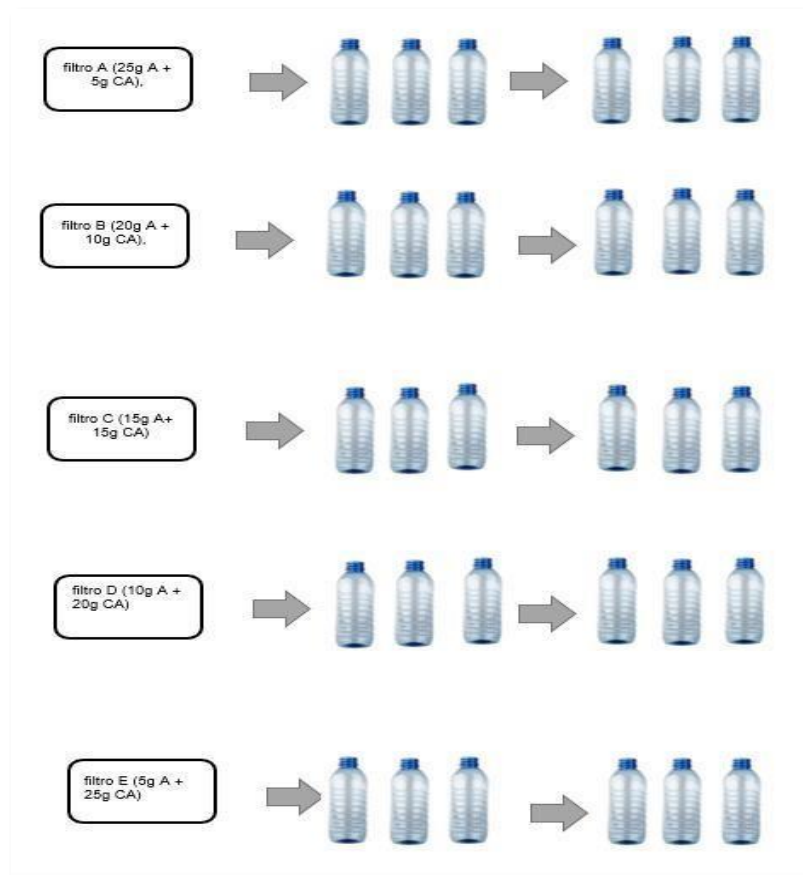 filtro A (25g A +
5g CA),
filtro B (20g A +
10g CA),
filtro C (15g A+
15g CA)
filtro D (10g A +
20g CA)
filtro E (5g A +
25g CA)